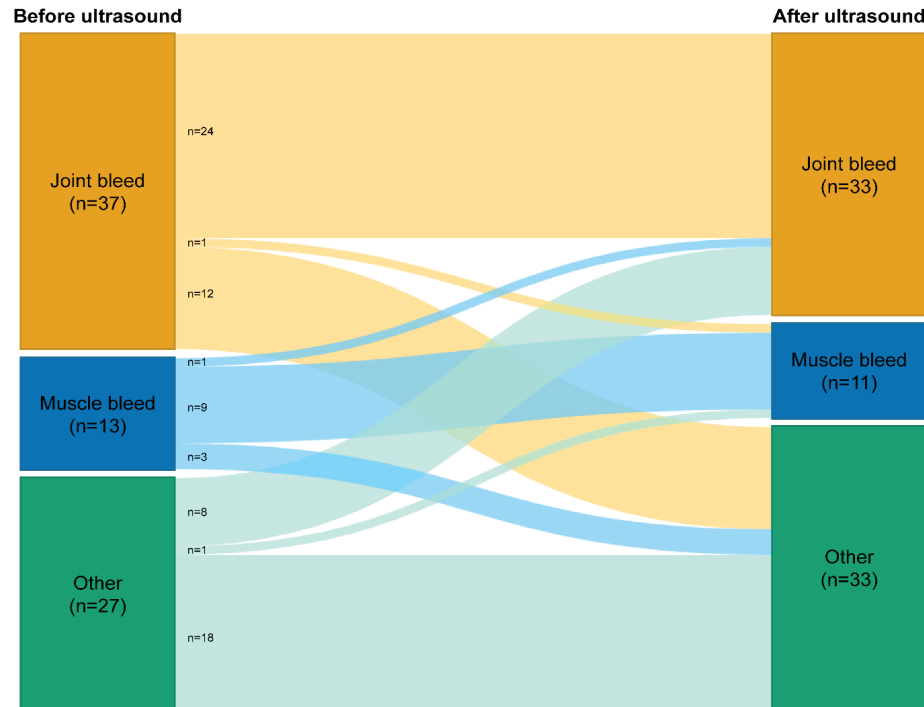 Before ultrasound
After ultrasound
Joint bleed
(n=37)
n=24
n=1
n=12
Muscle bleed
(n=13)
n=1
n=9
n=3
Other
(n=27)
n=8
n=1
n=18
Joint bleed
(n=33)
Muscle bleed
(n=11)
Other
(n=33)